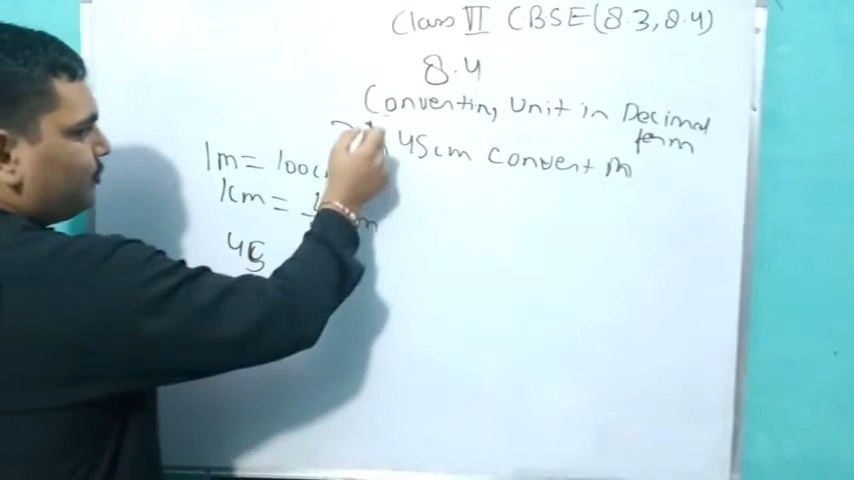 Class VI CBSE (8.3, 8.4)
8.4
Converting Unit in Decimal form
45cm convert m
1m = 100c
1cm = 1 m
45